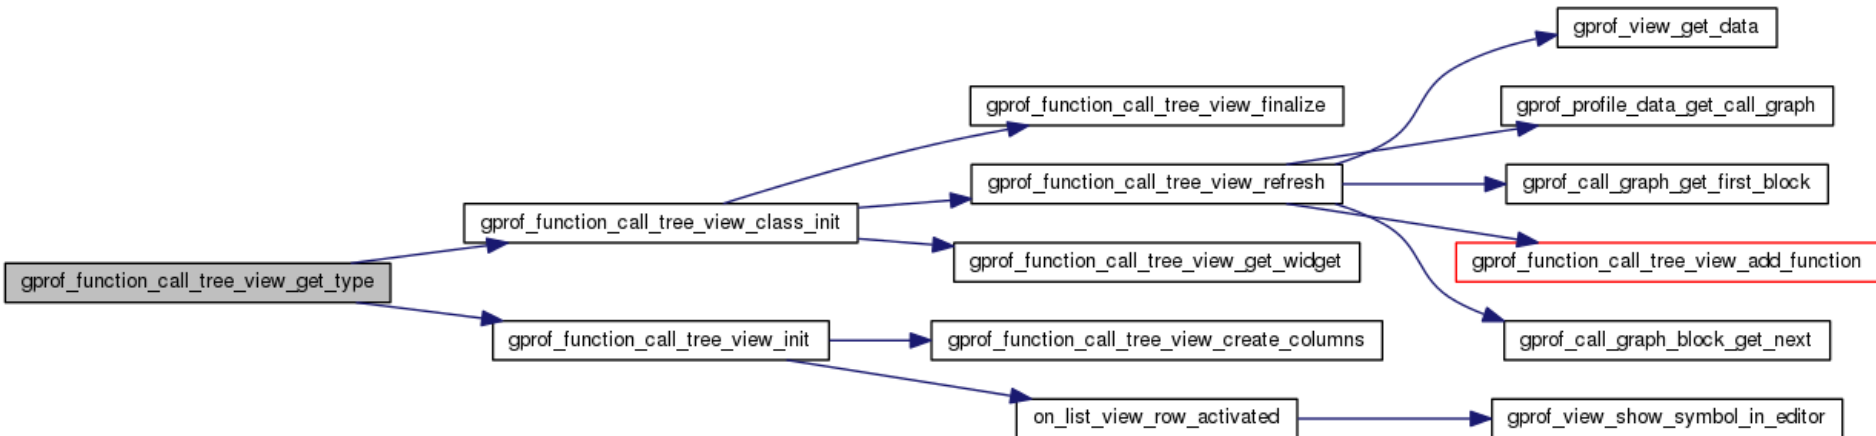 gprof_view_get_data
gprof_function_call_tree_view_finalize
gprof_profile_data_get_call_graph
gprof_function_call_tree_view_refresh
gprof_call_graph_get_first_block
gprof_function_call_tree_view_class_init
gprof_function_call_tree_view_get_widget
gprof_function_call_tree_view_add_function
gprof_function_call_tree_view_get_type
gprof_function_call_tree_view_init
gprof_function_call_tree_view_create_columns
gprof_call_graph_block_get_next
on_list_view_row_activated
gprof_view_show_symbol_in_editor